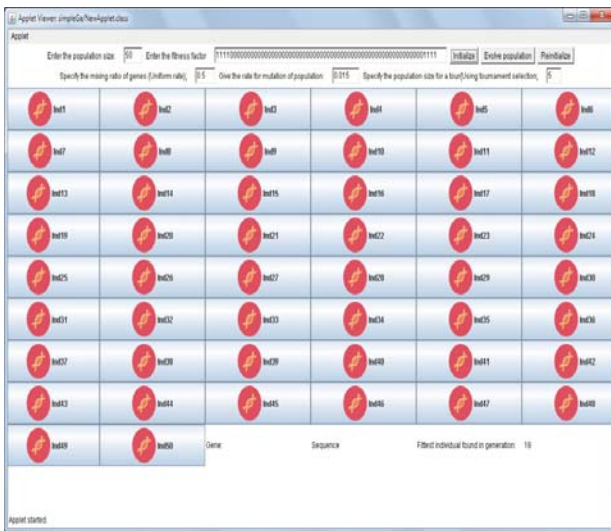 Applet Viewer: simpleGa/NewApplet.class
Applet
Enter the population size: 50 Enter the fitness factor Initialize Evolve population Reinitialize
Specify the mixing ratio of genes (Uniform rate); 0.5 Give the rate for mutation of population: 0.015 Specify the population size for a tour(Using tournament selection; 5
Ind1 Ind2 Ind3 Ind4 Ind5 Ind6
Ind7 Ind8 Ind9 Ind10 Ind11 Ind12
Ind13 Ind14 Ind15 Ind16 Ind17 Ind18
Ind19 Ind20 Ind21 Ind22 Ind23 Ind24
Ind25 Ind26 Ind27 Ind28 Ind29 Ind30
Ind31 Ind32 Ind33 Ind34 Ind35 Ind36
Ind37 Ind38 Ind39 Ind40 Ind41 Ind42
Ind43 Ind44 Ind45 Ind46 Ind47 Ind48
Ind49 Ind50 Gene: Sequence Fittest individual found in generation:
Applet started.